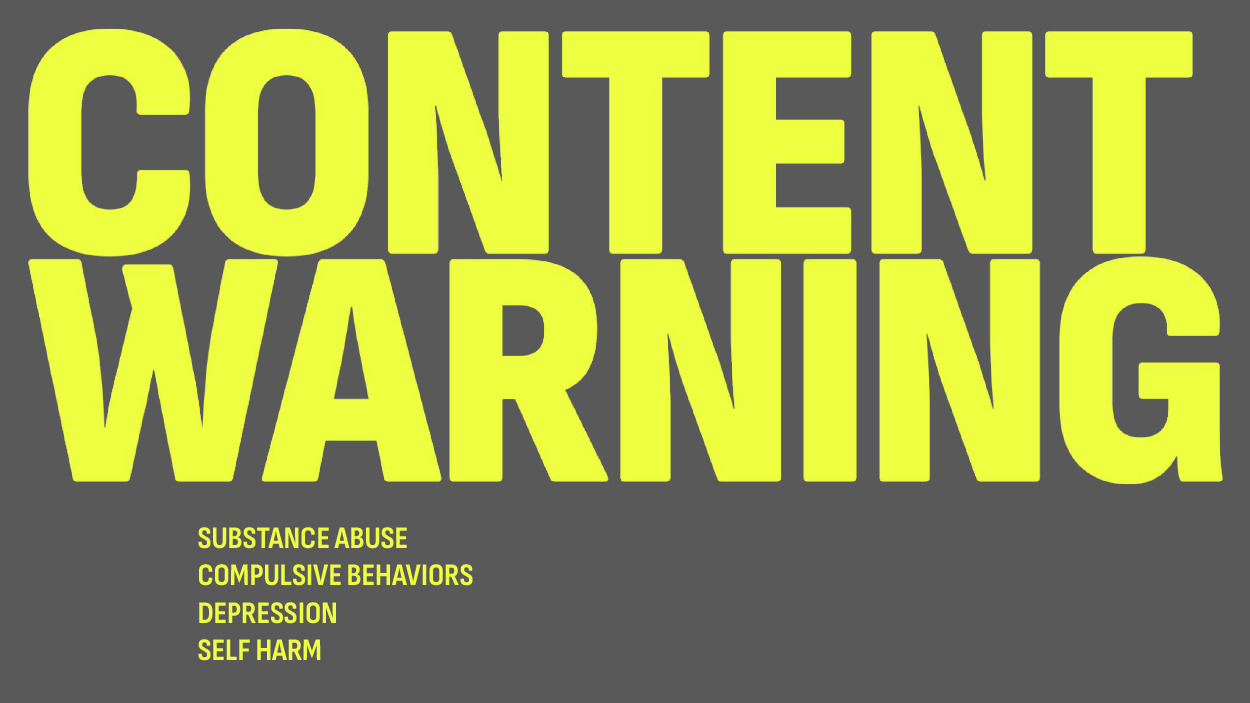 CONTENT
WARNING
SUBSTANCE ABUSE
COMPULSIVE BEHAVIORS
DEPRESSION
SELF HARM